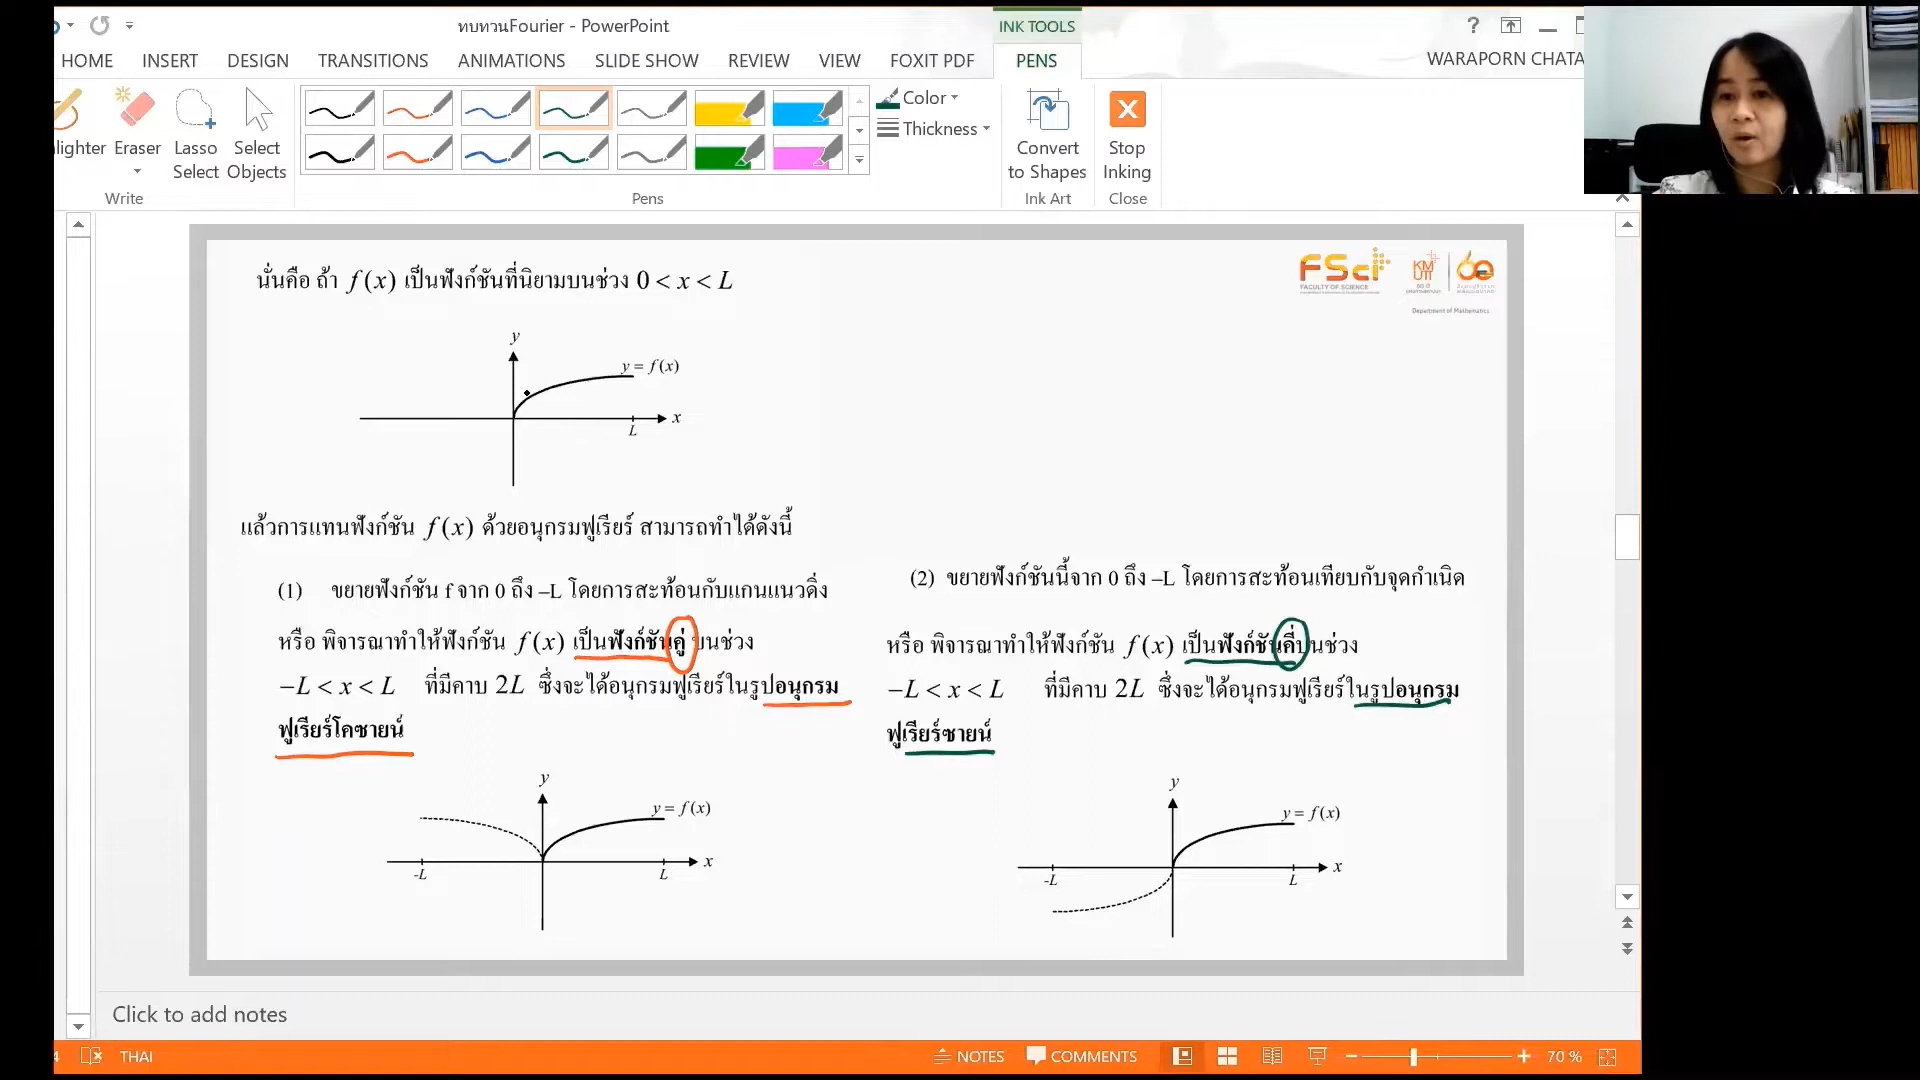 ทบทวนFourier - PowerPoint
INK TOOLS
?
HOME INSERT DESIGN TRANSITIONS ANIMATIONS SLIDE SHOW REVIEW VIEW FOXIT PDF PENS
WARAPORN CHATA
lighter Eraser Lasso Select Select Objects
Color
Thickness
Convert to Shapes
Stop Inking
Write Pens Ink Art Close
นั่นคือ ถ้า f(x) เป็นฟังก์ชันที่นิยามบนช่วง 0 < x < L
FSci
FACULTY OF SCIENCE
KMUTT
Department of Mathematics
y
y = f(x)
x
L
แล้วการแทนฟังก์ชัน f(x) ด้วยอนุกรมฟูเรียร์ สามารถทำได้ดังนี้
(1) ขยายฟังก์ชัน f จาก 0 ถึง –L โดยการสะท้อนกับแกนแนวดิ่ง
หรือ พิจารณาทำให้ฟังก์ชัน f(x) เป็นฟังก์ชันคู่ บนช่วง
−L < x < L ที่มีคาบ 2L ซึ่งจะได้อนุกรมฟูเรียร์ในรูปอนุกรม
ฟูเรียร์โคซายน์
y
y = f(x)
x
-L L
(2) ขยายฟังก์ชันนี้จาก 0 ถึง –L โดยการสะท้อนเทียบกับจุดกำเนิด
หรือ พิจารณาทำให้ฟังก์ชัน f(x) เป็นฟังก์ชันคี่บนช่วง
−L < x < L ที่มีคาบ 2L ซึ่งจะได้อนุกรมฟูเรียร์ในรูปอนุกรม
ฟูเรียร์ซายน์
y
y = f(x)
x
-L L
Click to add notes
THAI
NOTES COMMENTS 70 %